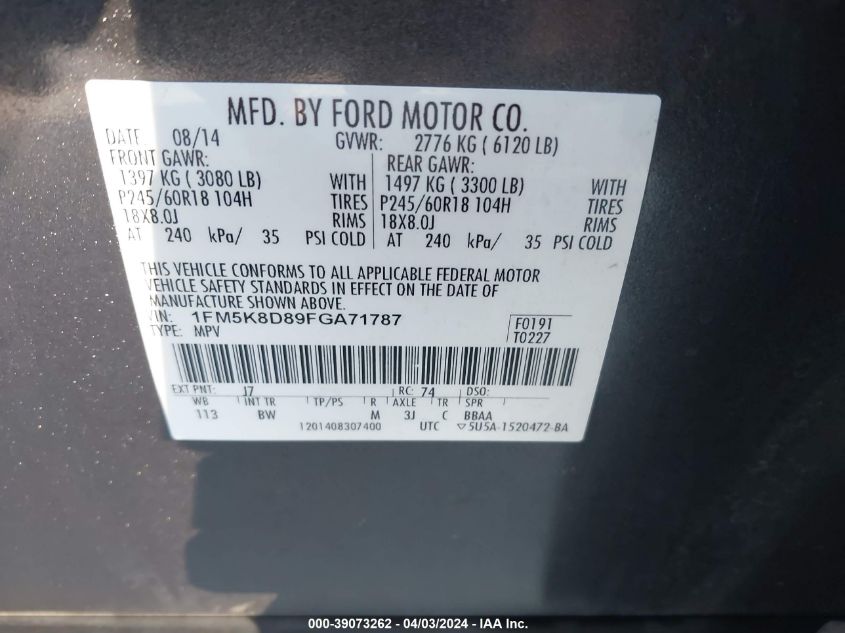 MFD. BY FORD MOTOR CO.
DATE 08/14 GVWR: 2776 KG ( 6120 LB)
FRONT GAWR: REAR GAWR:
1397 KG ( 3080 LB) WITH 1497 KG ( 3300 LB) WITH
P245/60R18 104H TIRES P245/60R18 104H TIRES
18X8.0J RIMS 18X8.0J RIMS
AT 240 kPa/ 35 PSI COLD AT 240 kPa/ 35 PSI COLD
THIS VEHICLE CONFORMS TO ALL APPLICABLE FEDERAL MOTOR
VEHICLE SAFETY STANDARDS IN EFFECT ON THE DATE OF
MANUFACTURE SHOWN ABOVE.
VIN: 1FM5K8D89FGA71787 F0191
TYPE: MPV T0227
EXT PNT: J7 RC: 74 DSO:
WB INT TR TP/PS R AXLE TR SPR
113 BW M 3J C BBAA
1201408307400 UTC ▽5U5A-1520472-BA
000-39073262 - 04/03/2024 - IAA Inc.